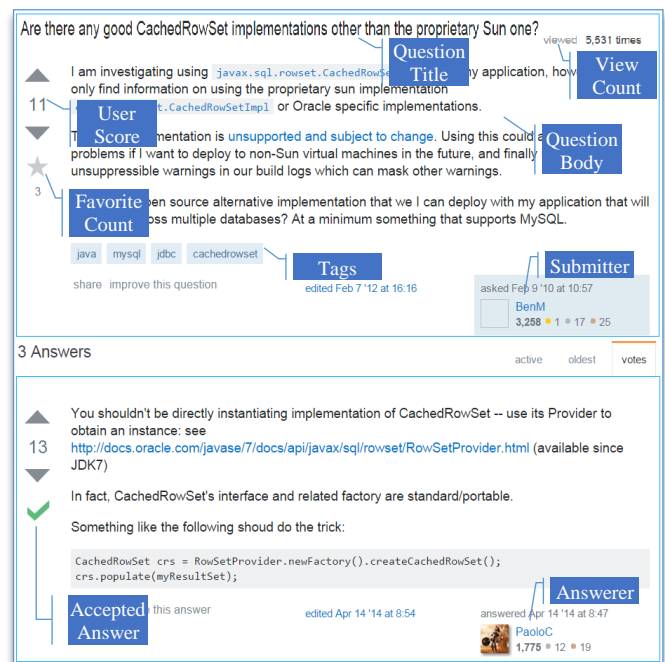 Are there any good CachedRowSet implementations other than the proprietary Sun one?
viewed 5,531 times
Question
Title
View
Count
I am investigating using javax.sql.rowset.CachedRowSe my application, how
only find information on using the proprietary sun implementation
t.CachedRowSetImpl or Oracle specific implementations.
11
User
Score
T mentation is unsupported and subject to change. Using this could a
problems if I want to deploy to non-Sun virtual machines in the future, and finally
unsuppressible warnings in our build logs which can mask other warnings.
Question
Body
3
Favorite
Count
pen source alternative implementation that we I can deploy with my application that will
oss multiple databases? At a minimum something that supports MySQL.
java mysql jdbc cachedrowset
Tags
Submitter
share improve this question
edited Feb 7 '12 at 16:16
asked Feb 9 '10 at 10:57
BenM
3,258 1 17 25
3 Answers
active oldest votes
You shouldn't be directly instantiating implementation of CachedRowSet -- use its Provider to
obtain an instance: see
13
http://docs.oracle.com/javase/7/docs/api/javax/sql/rowset/RowSetProvider.html (available since
JDK7)
In fact, CachedRowSet's interface and related factory are standard/portable.
Something like the following shoud do the trick:
CachedRowSet crs = RowSetProvider.newFactory().createCachedRowSet();
crs.populate(myResultSet);
Accepted
Answer
Answerer
this answer
edited Apr 14 '14 at 8:54
answered Apr 14 '14 at 8:47
PaoloC
1,775 12 19